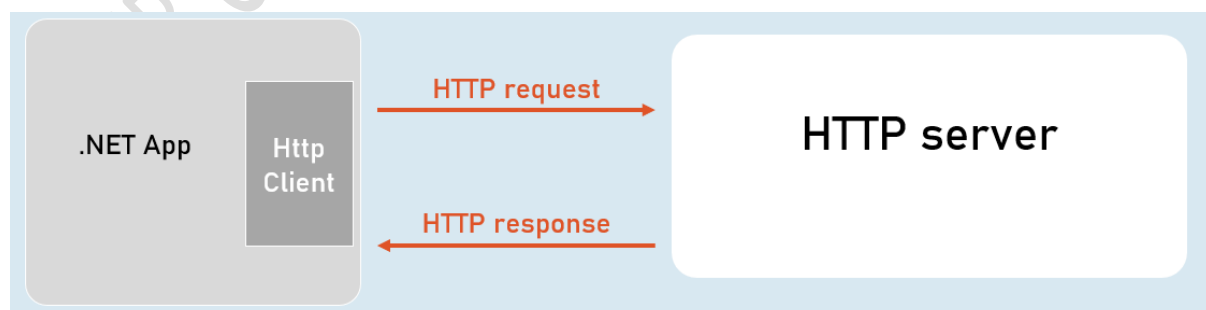 HTTP request
.NET App
Http
Client
HTTP server
HTTP response